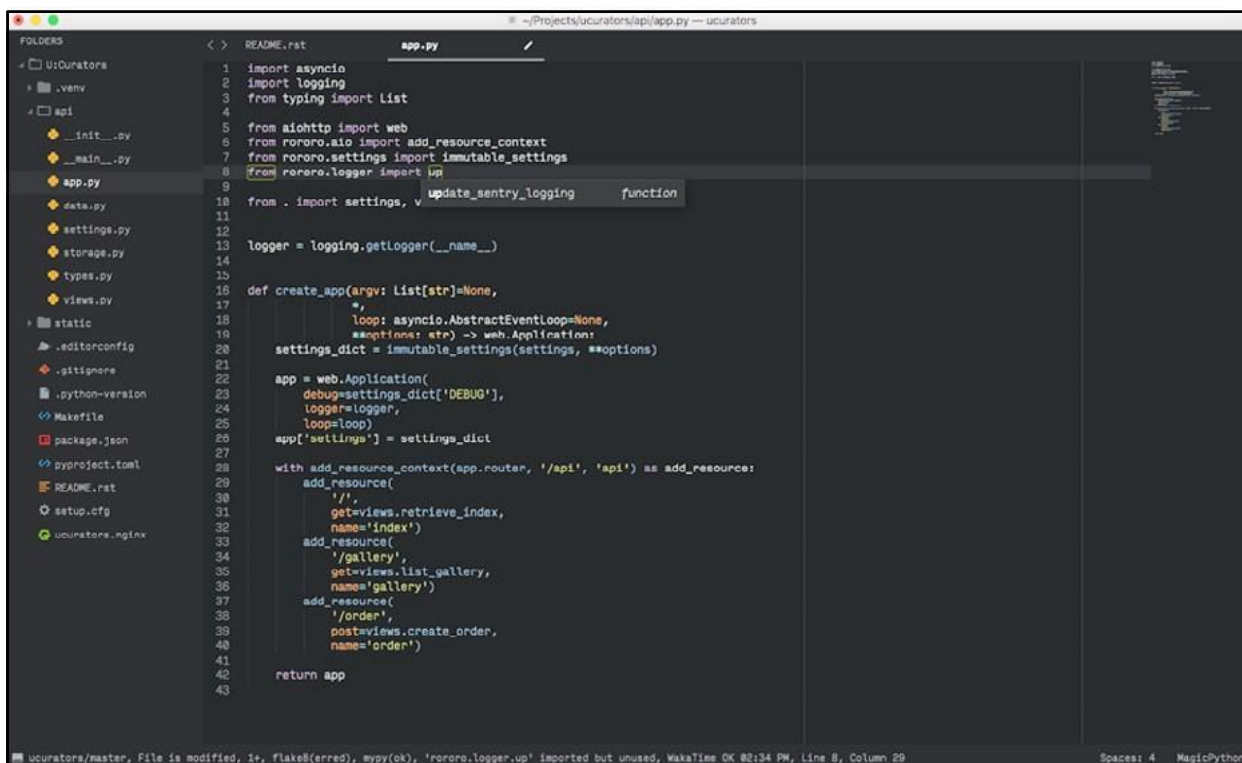 ~/Projects/ucurators/api/app.py — ucurators
FOLDERS
U:Curators
.venv
api
__init__.py
__main__.py
app.py
data.py
settings.py
storage.py
types.py
views.py
static
.editorconfig
.gitignore
.python-version
Makefile
package.json
pyproject.toml
README.rst
setup.cfg
ucurators.nginx
README.rst app.py
1 import asyncio
2 import logging
3 from typing import List
4
5 from aiohttp import web
6 from rororo.aio import add_resource_context
7 from rororo.settings import immutable_settings
8 from rororo.logger import up
update_sentry_logging function
9
10 from . import settings, v
11
12
13 logger = logging.getLogger(__name__)
14
15
16 def create_app(argv: List[str]=None,
17 *,
18 loop: asyncio.AbstractEventLoop=None,
19 **options: str) -> web.Application:
20 settings_dict = immutable_settings(settings, **options)
21
22 app = web.Application(
23 debug=settings_dict['DEBUG'],
24 logger=logger,
25 loop=loop)
26 app['settings'] = settings_dict
27
28 with add_resource_context(app.router, '/api', 'api') as add_resource:
29 add_resource(
30 '/',
31 get=views.retrieve_index,
32 name='index')
33 add_resource(
34 '/gallery',
35 get=views.list_gallery,
36 name='gallery')
37 add_resource(
38 '/order',
39 post=views.create_order,
40 name='order')
41
42 return app
43
ucurators/master, File is modified, 1+, flake8(erred), mypy(ok), 'rororo.logger.up' imported but unused, WakaTime OK 02:34 PM, Line 8, Column 29 Spaces: 4 MagicPython